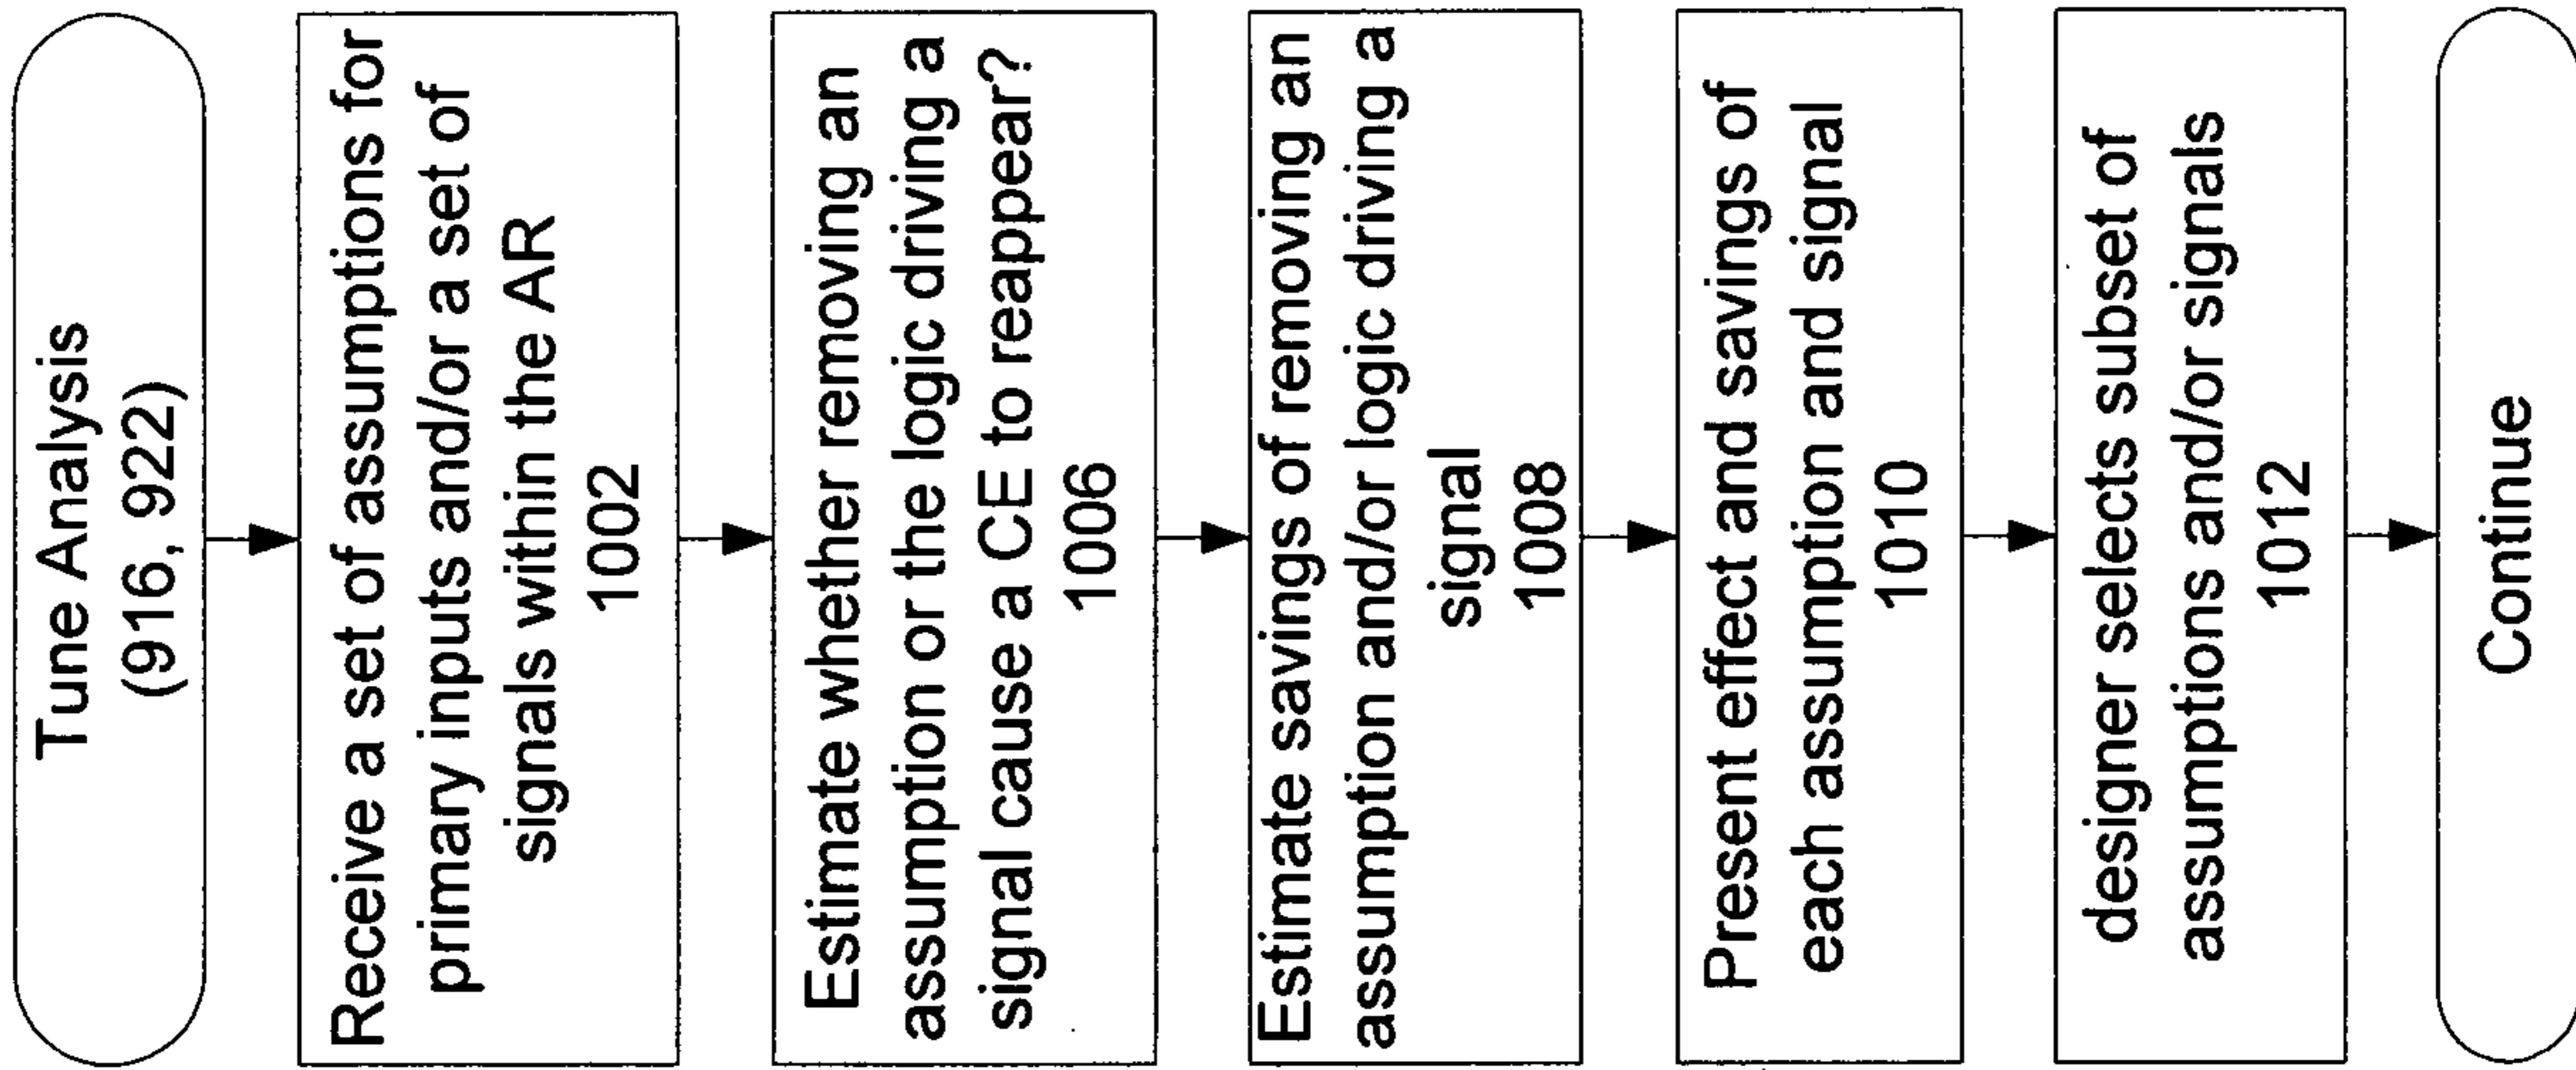 Tune Analysis
(916, 922)
Receive a set of assumptions for
primary inputs and/or a set of
signals within the AR
1002
Estimate whether removing an
assumption or the logic driving a
signal cause a CE to reappear?
1006
Estimate savings of removing an
assumption and/or logic driving a
signal
1008
Present effect and savings of
each assumption and signal
1010
designer selects subset of
assumptions and/or signals
1012
Continue